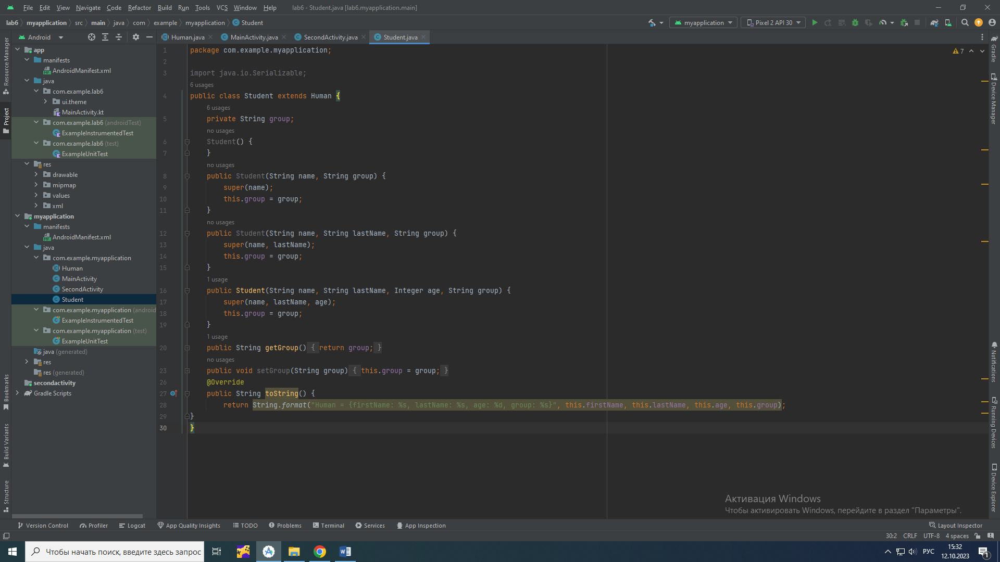 File Edit View Navigate Code Refactor Build Run Tools VCS Window Help lab6 - Student.java [lab6.myapplication.main]
lab6 myapplication src main java com example myapplication Student myapplication Pixel 2 API 30
Android Human.java MainActivity.java SecondActivity.java Student.java
Resource Manager
Project
Bookmarks
Build Variants
Structure
app
manifests
AndroidManifest.xml
java
com.example.lab6
ui.theme
MainActivity.kt
com.example.lab6 (androidTest)
ExampleInstrumentedTest
com.example.lab6 (test)
ExampleUnitTest
res
drawable
mipmap
values
xml
myapplication
manifests
AndroidManifest.xml
java
com.example.myapplication
Human
MainActivity
SecondActivity
Student
com.example.myapplication (android
ExampleInstrumentedTest
com.example.myapplication (test)
ExampleUnitTest
java (generated)
res
res (generated)
secondactivity
Gradle Scripts
1 package com.example.myapplication;
2
3 import java.io.Serializable;
6 usages
4 public class Student extends Human {
6 usages
5 private String group;
no usages
6 Student() {
7 }
no usages
8 public Student(String name, String group) {
9 super(name);
10 this.group = group;
11 }
no usages
12 public Student(String name, String lastName, String group) {
13 super(name, lastName);
14 this.group = group;
15 }
1 usage
16 public Student(String name, String lastName, Integer age, String group) {
17 super(name, lastName, age);
18 this.group = group;
19 }
1 usage
20 public String getGroup() { return group; }
no usages
23 public void setGroup(String group) { this.group = group; }
26 @Override
27 public String toString() {
28 return String.format("Human = {firstName: %s, lastName: %s, age: %d, group: %s}", this.firstName, this.lastName, this.age, this.group);
29 }
30 }
7
Gradle
Device Manager
Notifications
Running Devices
Device Explorer
Активация Windows
Чтобы активировать Windows, перейдите в раздел "Параметры".
Version Control Profiler Logcat App Quality Insights TODO Problems Terminal Services App Inspection Layout Inspector
30:2 CRLF UTF-8 4 spaces
Чтобы начать поиск, введите здесь запрос
РУС
15:32
12.10.2023
1